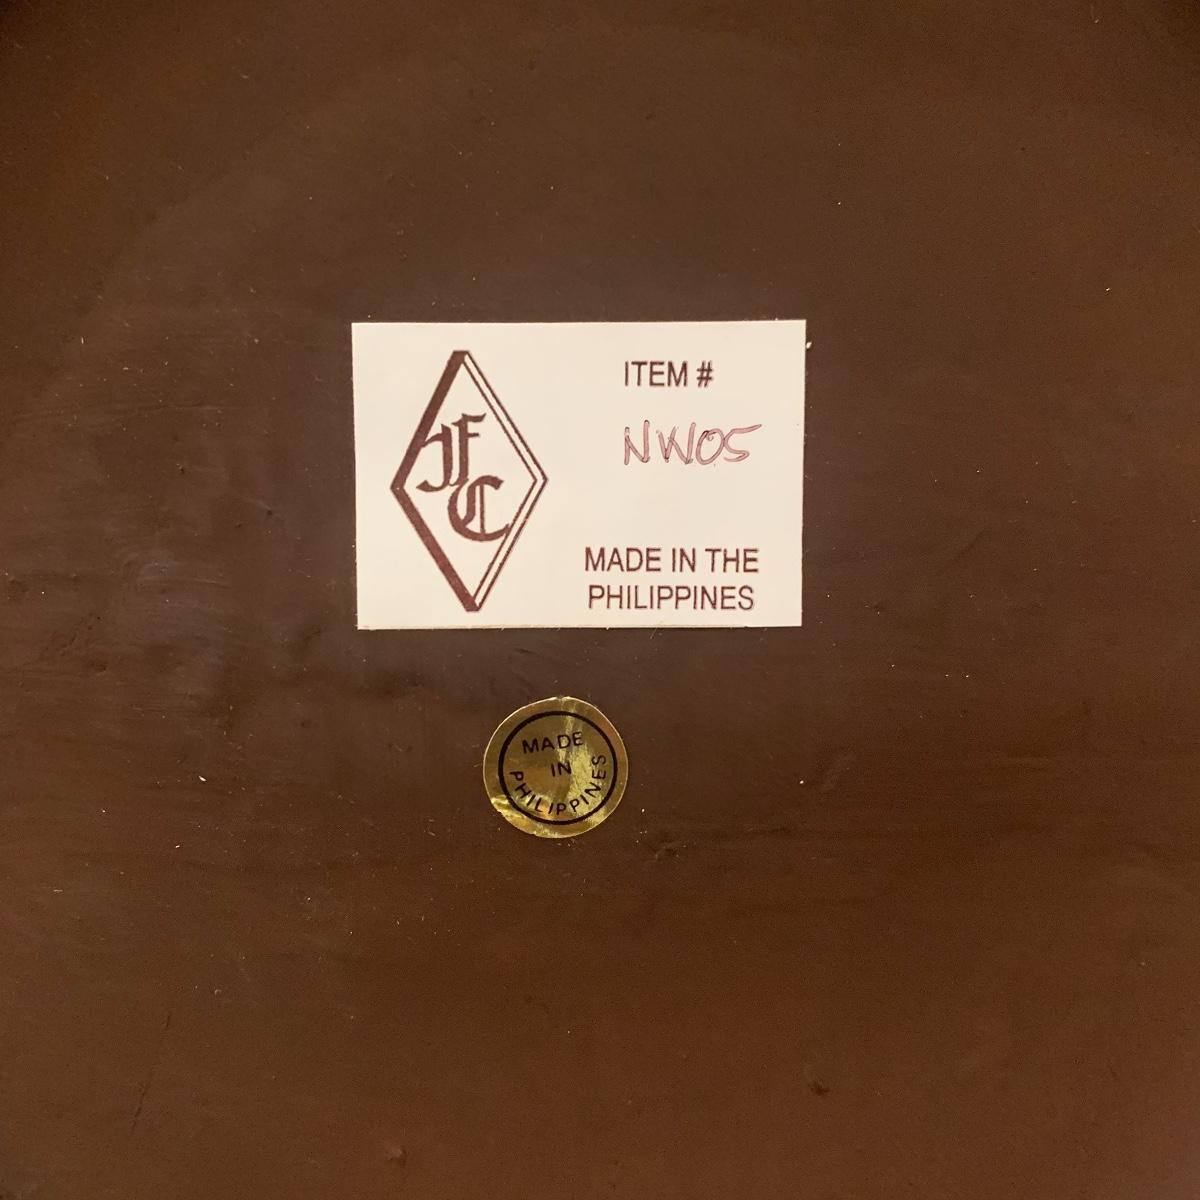 JFC
ITEM #
NW05
MADE IN THE
PHILIPPINES
MADE
IN
PHILIPPINES